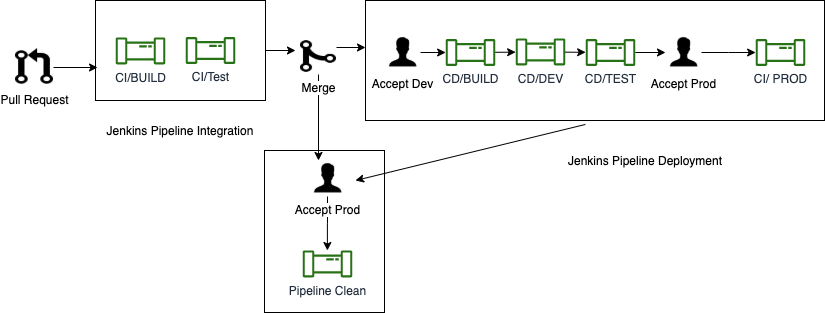 Pull Request
CI/BUILD
CI/Test
Jenkins Pipeline Integration
Merge
Accept Dev
CD/BUILD
CD/DEV
CD/TEST
Accept Prod
CI/ PROD
Jenkins Pipeline Deployment
Accept Prod
Pipeline Clean